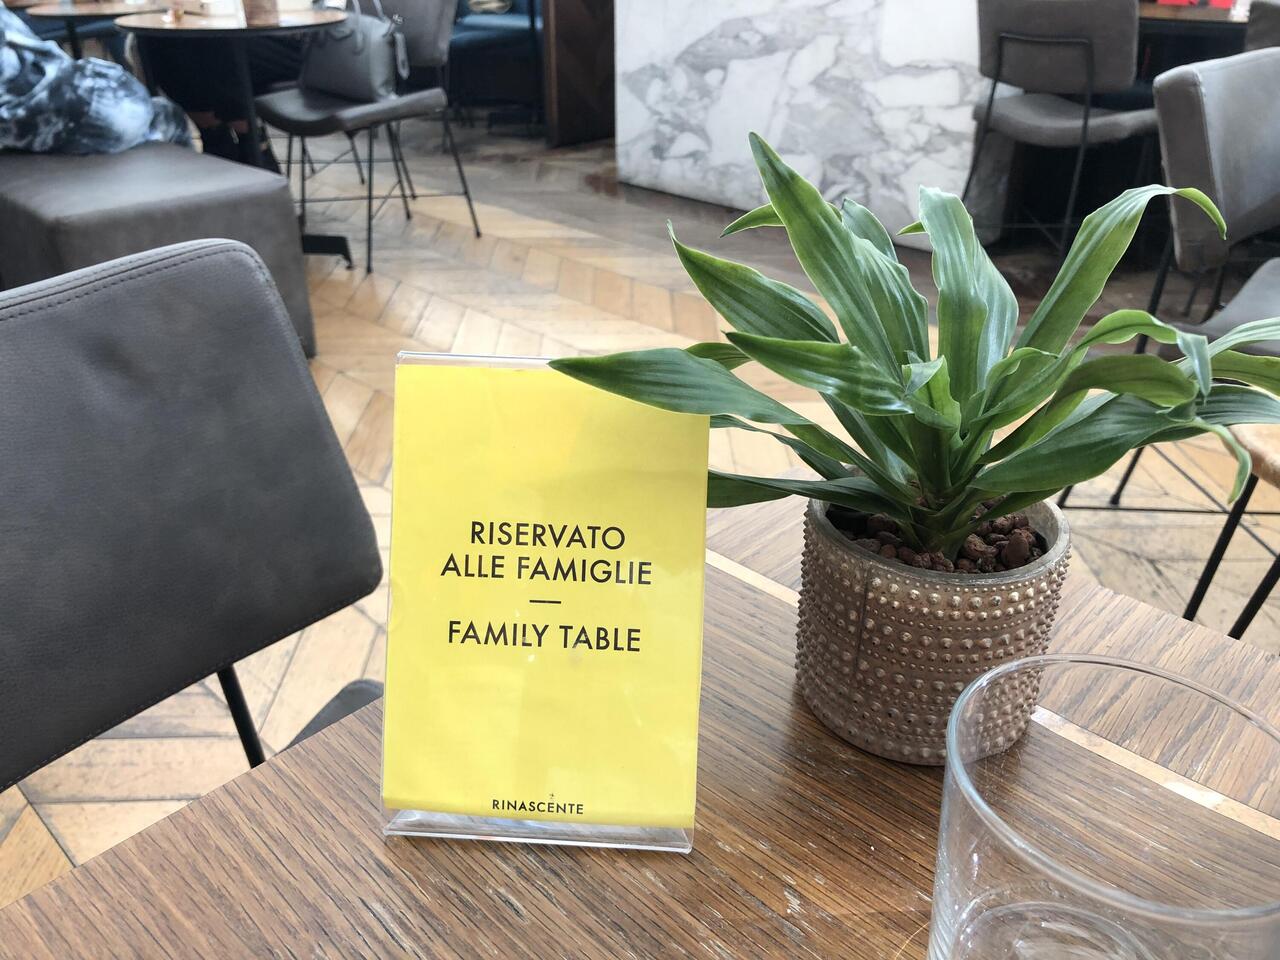 RISERVATO
ALLE FAMIGLIE
—
FAMILY TABLE
RINASCENTE